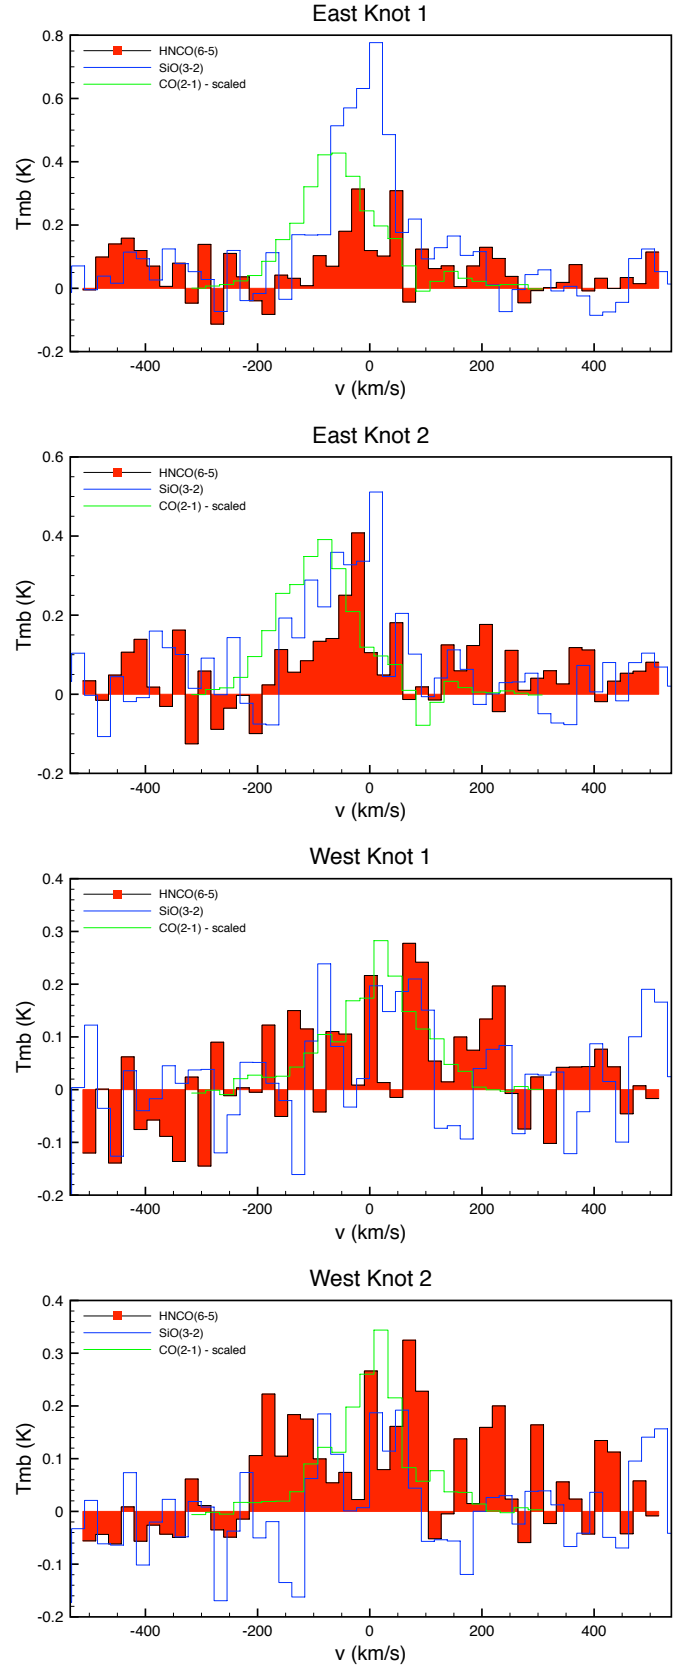 East Knot 1
HNCO(6-5)
SiO(3-2)
CO(2-1) - scaled
Tmb (K)
0.8
0.6
0.4
0.2
0
-0.2
-400 -200 0 200 400
v (km/s)
East Knot 2
HNCO(6-5)
SiO(3-2)
CO(2-1) - scaled
Tmb (K)
0.6
0.4
0.2
0
-0.2
-400 -200 0 200 400
v (km/s)
West Knot 1
HNCO(6-5)
SiO(3-2)
CO(2-1) - scaled
Tmb (K)
0.4
0.3
0.2
0.1
0
-0.1
-0.2
-400 -200 0 200 400
v (km/s)
West Knot 2
HNCO(6-5)
SiO(3-2)
CO(2-1) - scaled
Tmb (K)
0.4
0.3
0.2
0.1
0
-0.1
-0.2
-400 -200 0 200 400
v (km/s)